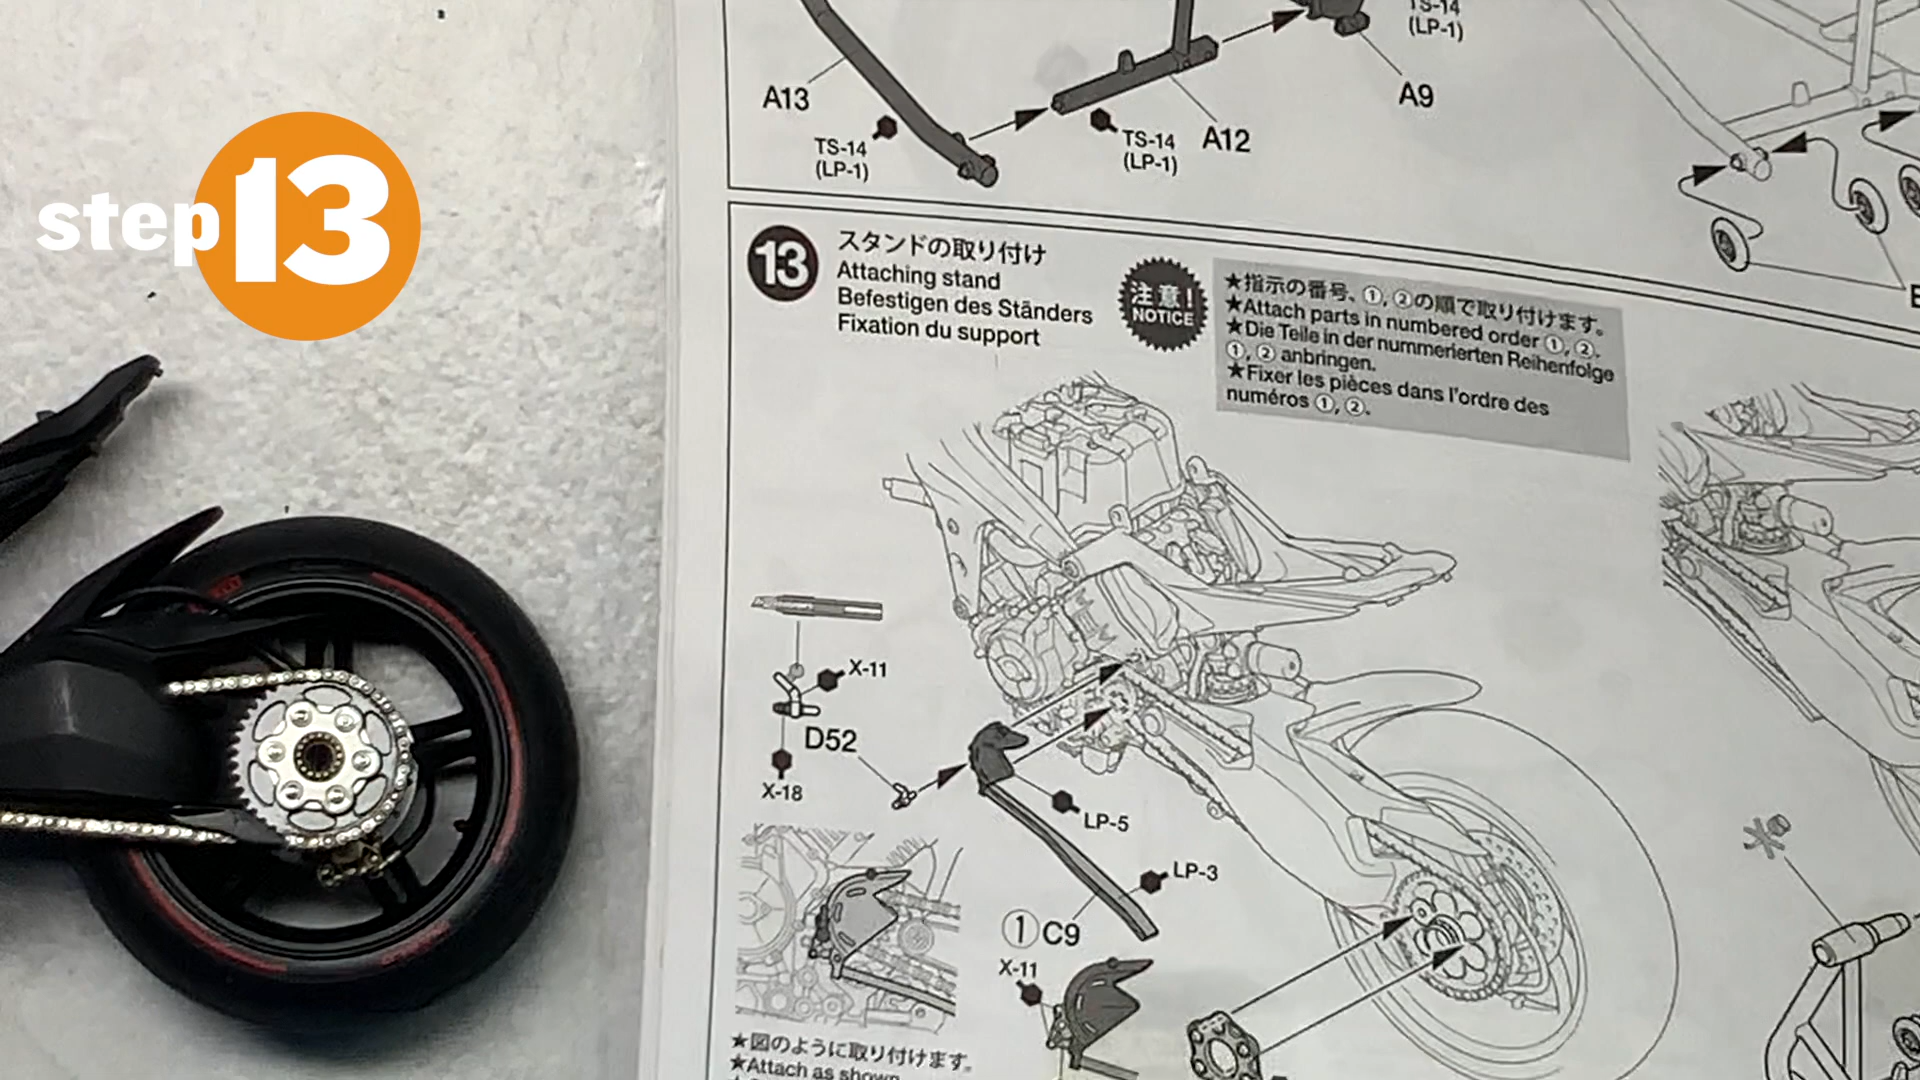 step 13
TS-14
(LP-1)
A13
A9
TS-14
(LP-1)
TS-14
(LP-1)
A12
13
スタンドの取り付け
Attaching stand
Befestigen des Ständers
Fixation du support
注意!
NOTICE
★指示の番号、①, ②の順で取り付けます。
★Attach parts in numbered order ①, ②.
★Die Teile in der nummerierten Reihenfolge
①, ② anbringen.
★Fixer les pièces dans l'ordre des
numéros ①, ②.
X-11
D52
X-18
LP-5
LP-3
① C9
X-11
★図のように取り付けます。
★Attach as shown